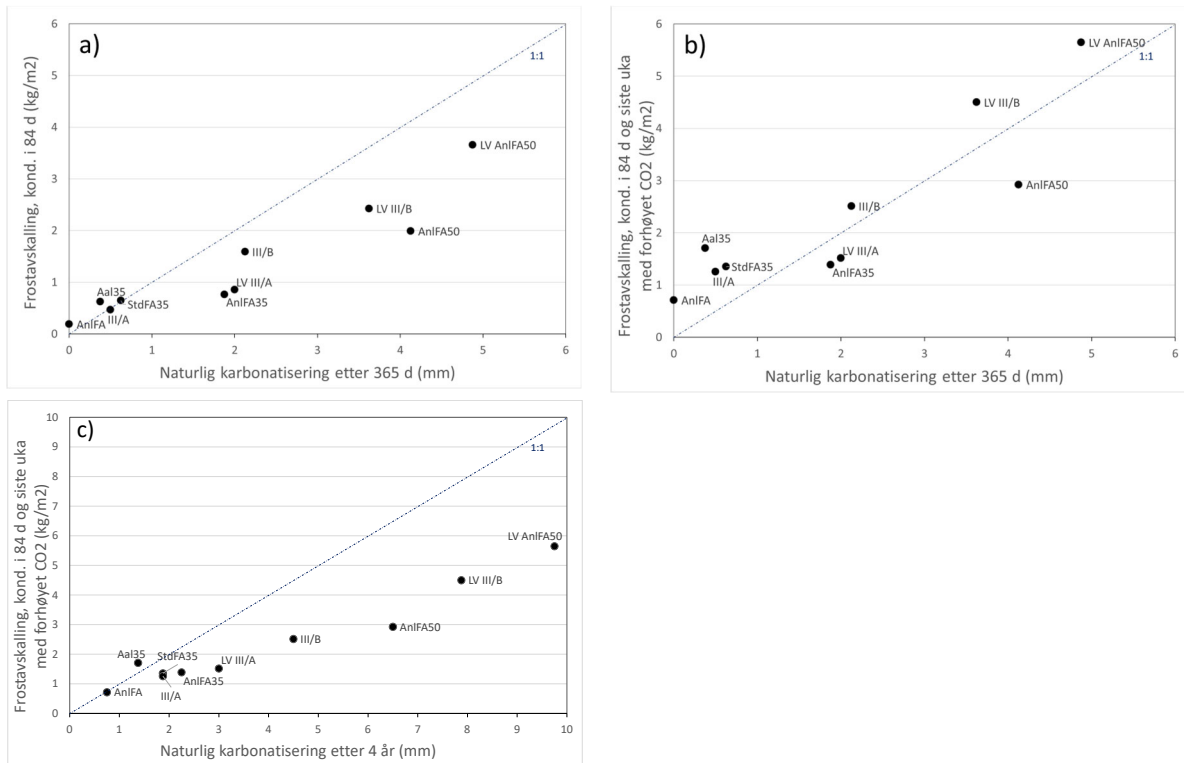 a)
Frostavskalling, kond. i 84 d (kg/m2)
6
5
4
3
2
1
0
1:1
LV AnlFA50
LV III/B
AnlFA50
III/B
LV III/A
AnlFA35
Aal35
StdFA35
III/A
AnlFA
0 1 2 3 4 5 6
Naturlig karbonatisering etter 365 d (mm)
b)
Frostavskalling, kond. i 84 d og siste uka
med forhøyet CO2 (kg/m2)
6
5
4
3
2
1
0
LV AnlFA50
1:1
LV III/B
AnlFA50
III/B
Aal35
LV III/A
StdFA35
AnlFA35
III/A
AnlFA
0 1 2 3 4 5 6
Naturlig karbonatisering etter 365 d (mm)
c)
Frostavskalling, kond. i 84 d og siste uka
med forhøyet CO2 (kg/m2)
10
9
8
7
6
5
4
3
2
1
0
1:1
LV AnlFA50
LV III/B
AnlFA50
III/B
Aal35
StdFA35
LV III/A
AnlFA35
III/A
AnlFA
0 1 2 3 4 5 6 7 8 9 10
Naturlig karbonatisering etter 4 år (mm)